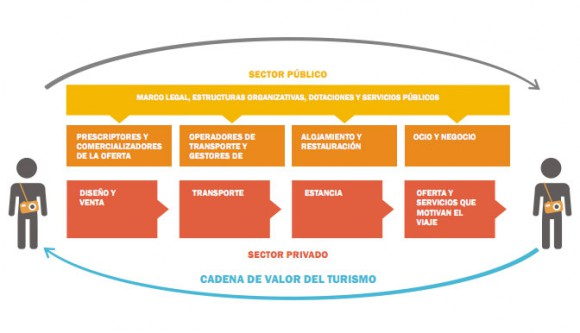 SECTOR PÚBLICO
MARCO LEGAL, ESTRUCTURAS ORGANIZATIVAS, DOTACIONES Y SERVICIOS PÚBLICOS
PRESCRIPTORES Y
COMERCIALIZADORES
DE LA OFERTA
OPERADORES DE
TRANSPORTE Y
GESTORES DE
ALOJAMIENTO Y
RESTAURACIÓN
OCIO Y NEGOCIO
DISEÑO Y
VENTA
TRANSPORTE
ESTANCIA
OFERTA Y
SERVICIOS QUE
MOTIVAN EL
VIAJE
SECTOR PRIVADO
CADENA DE VALOR DEL TURISMO